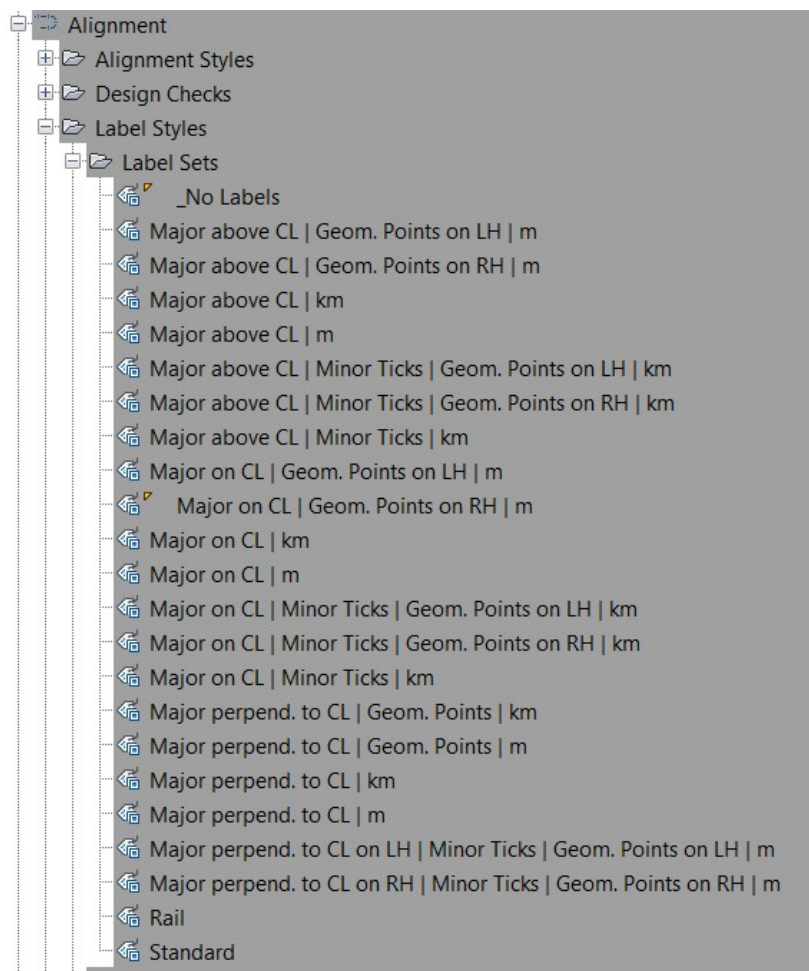 Alignment
Alignment Styles
Design Checks
Label Styles
Label Sets
_No Labels
Major above CL | Geom. Points on LH | m
Major above CL | Geom. Points on RH | m
Major above CL | km
Major above CL | m
Major above CL | Minor Ticks | Geom. Points on LH | km
Major above CL | Minor Ticks | Geom. Points on RH | km
Major above CL | Minor Ticks | km
Major on CL | Geom. Points on LH | m
Major on CL | Geom. Points on RH | m
Major on CL | km
Major on CL | m
Major on CL | Minor Ticks | Geom. Points on LH | km
Major on CL | Minor Ticks | Geom. Points on RH | km
Major on CL | Minor Ticks | km
Major perpend. to CL | Geom. Points | km
Major perpend. to CL | Geom. Points | m
Major perpend. to CL | km
Major perpend. to CL | m
Major perpend. to CL on LH | Minor Ticks | Geom. Points on LH | m
Major perpend. to CL on RH | Minor Ticks | Geom. Points on RH | m
Rail
Standard